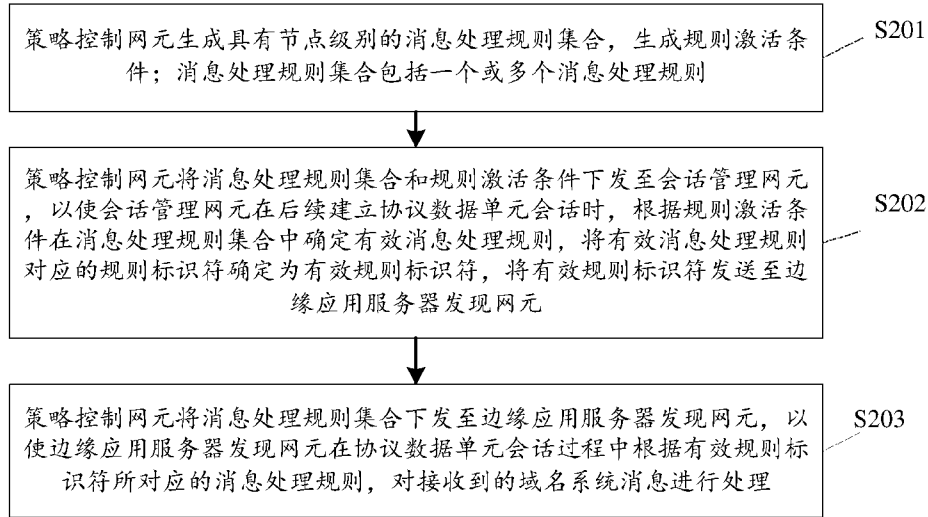 策略控制网元生成具有节点级别的消息处理规则集合，生成规则激活条
件；消息处理规则集合包括一个或多个消息处理规则
S201
策略控制网元将消息处理规则集合和规则激活条件下发至会话管理网元
，以使会话管理网元在后续建立协议数据单元会话时，根据规则激活条
件在消息处理规则集合中确定有效消息处理规则，将有效消息处理规则
对应的规则标识符确定为有效规则标识符，将有效规则标识符发送至边
缘应用服务器发现网元
S202
策略控制网元将消息处理规则集合下发至边缘应用服务器发现网元，以
使边缘应用服务器发现网元在协议数据单元会话过程中根据有效规则标
识符所对应的消息处理规则，对接收到的域名系统消息进行处理
S203